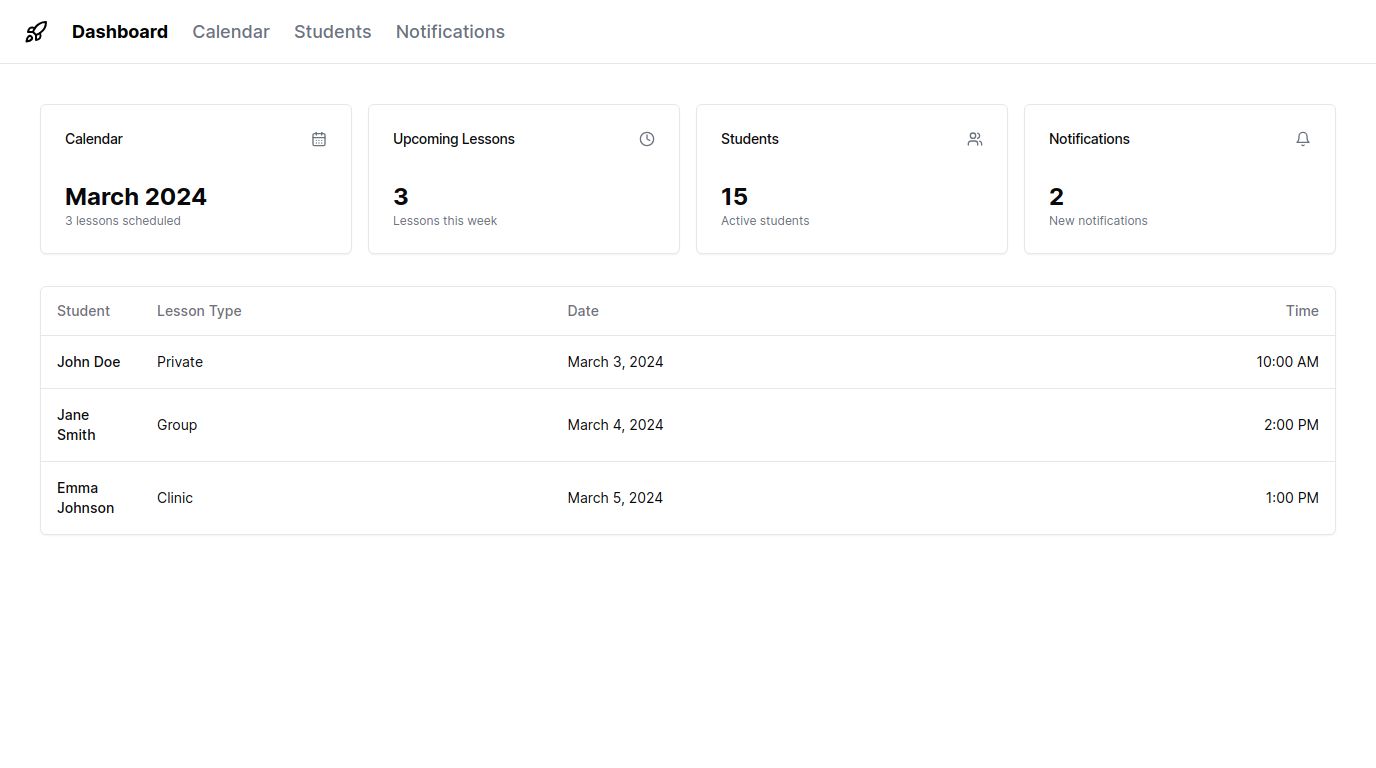 Dashboard Calendar Students Notifications
Calendar
March 2024
3 lessons scheduled
Upcoming Lessons
3
Lessons this week
Students
15
Active students
Notifications
2
New notifications
Student Lesson Type Date Time
John Doe Private March 3, 2024 10:00 AM
Jane
Smith Group March 4, 2024 2:00 PM
Emma
Johnson Clinic March 5, 2024 1:00 PM